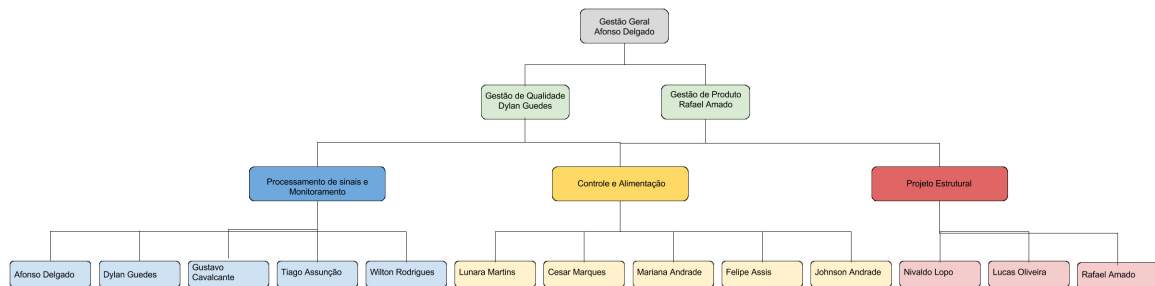 Gestão Geral
Afonso Delgado
Gestão de Qualidade
Dylan Guedes
Gestão de Produto
Rafael Amado
Processamento de sinais e
Monitoramento
Controle e Alimentação
Projeto Estrutural
Afonso Delgado
Dylan Guedes
Gustavo
Cavalcante
Tiago Assunção
Wilton Rodrigues
Lunara Martins
Cesar Marques
Mariana Andrade
Felipe Assis
Johnson Andrade
Nivaldo Lopo
Lucas Oliveira
Rafael Amado